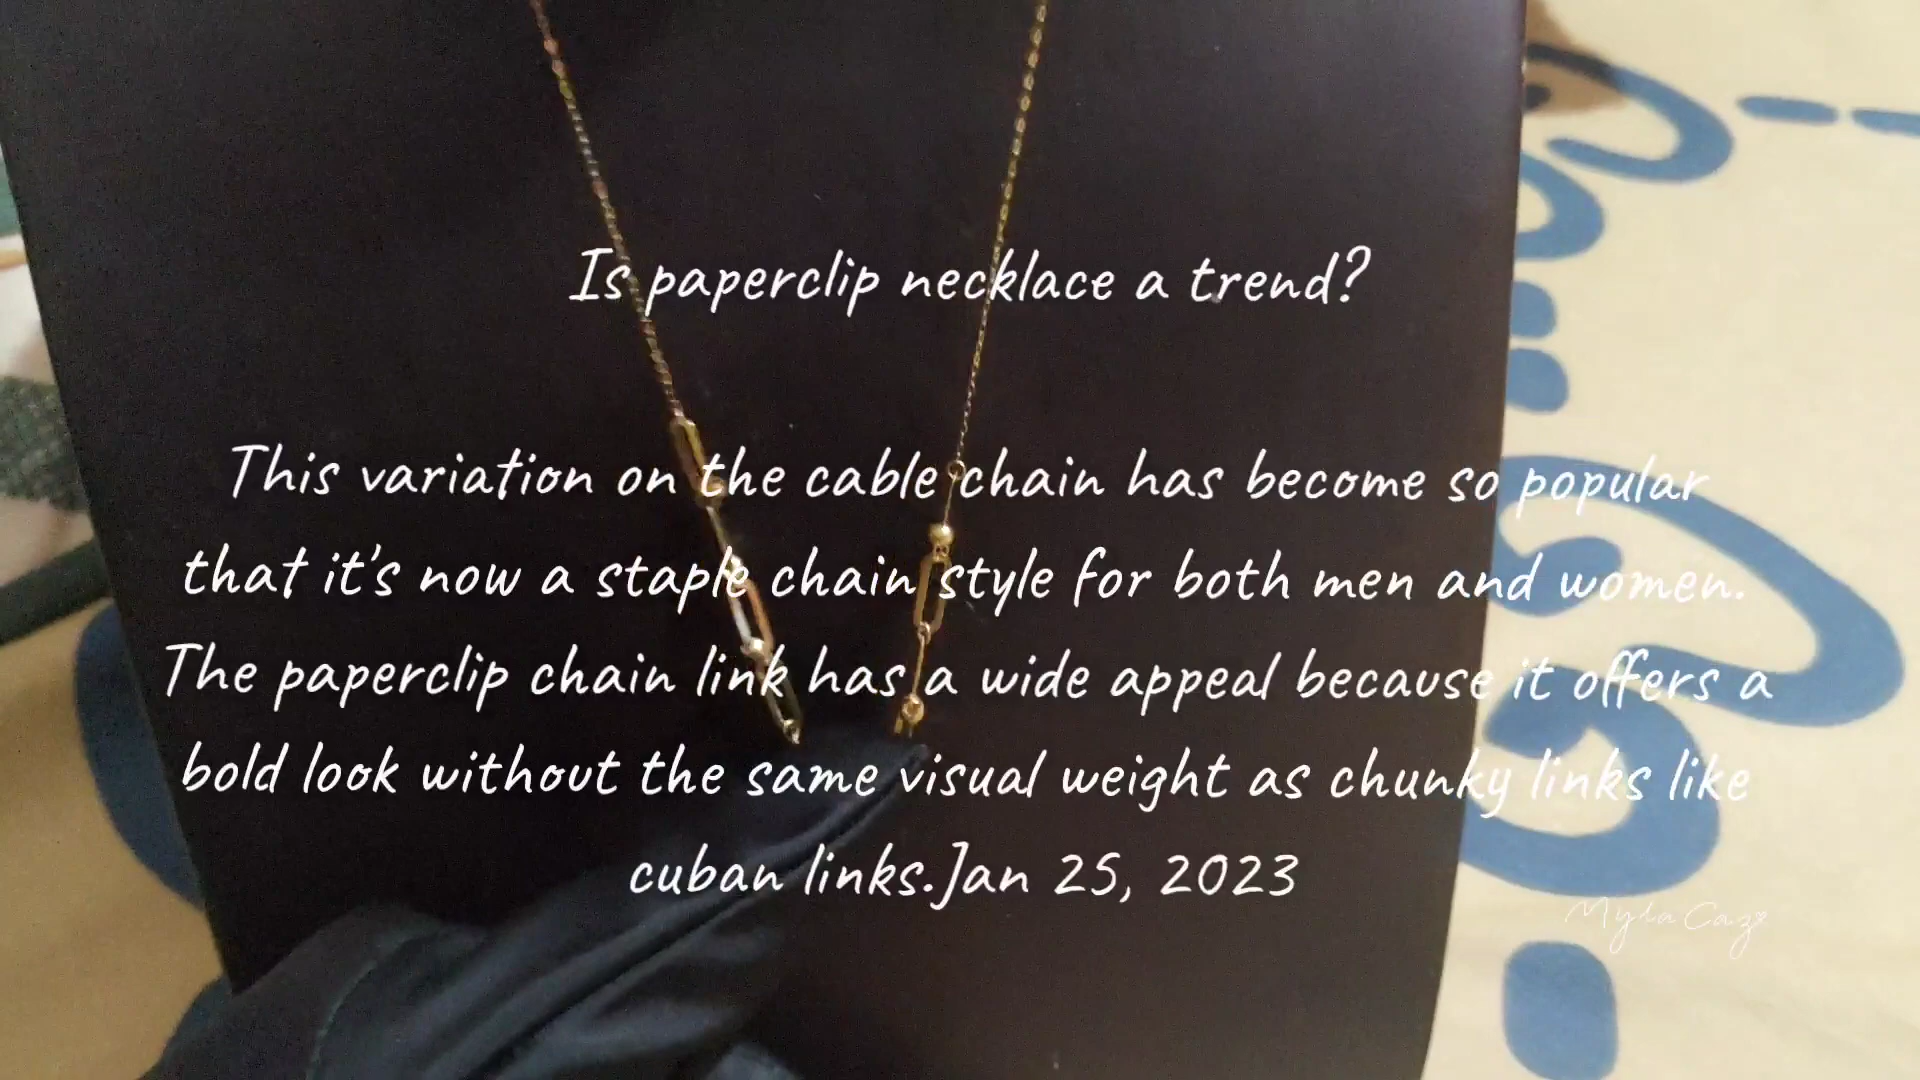 Is paperclip necklace a trend?
This variation on the cable chain has become so popular
that it's now a staple chain style for both men and women.
The paperclip chain link has a wide appeal because it offers a
bold look without the same visual weight as chunky links like
cuban links.Jan 25, 2023
Myla Caz